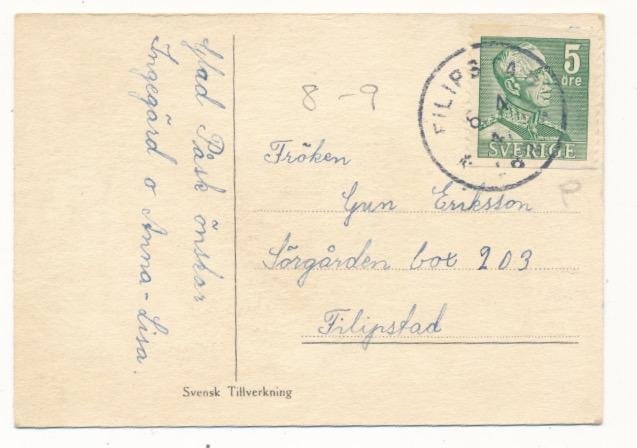 Glad Påsk önskar
Ingegärd o Anna-Lisa.
8-9
5
öre
SVERIGE
FILIPSTAD
Fröken
Gun Eriksson
Sörgården box 203
Filipstad
P
Svensk Tillverkning